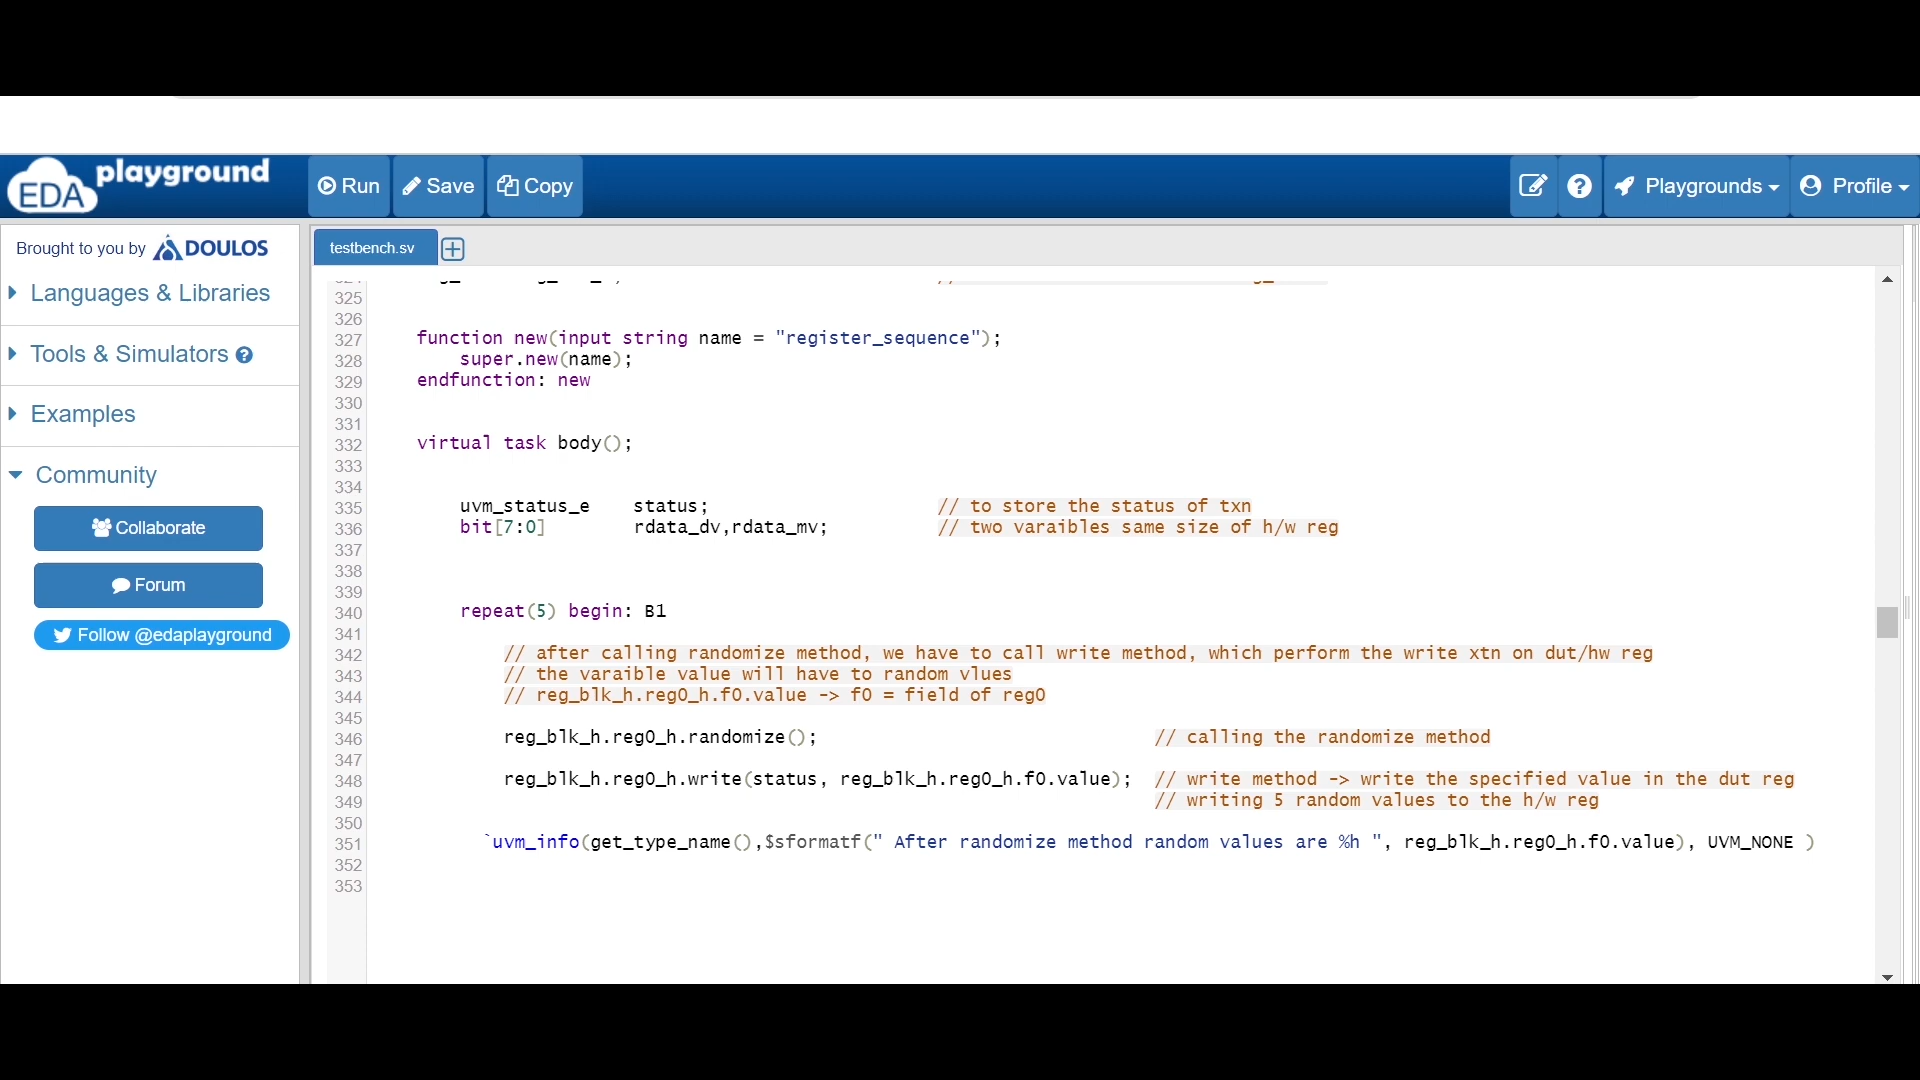 EDA playground
Run
Save
Copy
Playgrounds
Profile
Brought to you by DOULOS
Languages & Libraries
Tools & Simulators
Examples
Community
Collaborate
Forum
Follow @edaplayground
testbench.sv
325
326
327 function new(input string name = "register_sequence");
328 super.new(name);
329 endfunction: new
330
331
332 virtual task body();
333
334
335 uvm_status_e status; // to store the status of txn
336 bit[7:0] rdata_dv,rdata_mv; // two varaibles same size of h/w reg
337
338
339
340 repeat(5) begin: B1
341
342 // after calling randomize method, we have to call write method, which perform the write xtn on dut/hw reg
343 // the varaible value will have to random vlues
344 // reg_blk_h.reg0_h.f0.value -> f0 = field of reg0
345
346 reg_blk_h.reg0_h.randomize(); // calling the randomize method
347
348 reg_blk_h.reg0_h.write(status, reg_blk_h.reg0_h.f0.value); // write method -> write the specified value in the dut reg
349 // writing 5 random values to the h/w reg
350
351 `uvm_info(get_type_name(),$sformatf(" After randomize method random values are %h ", reg_blk_h.reg0_h.f0.value), UVM_NONE )
352
353